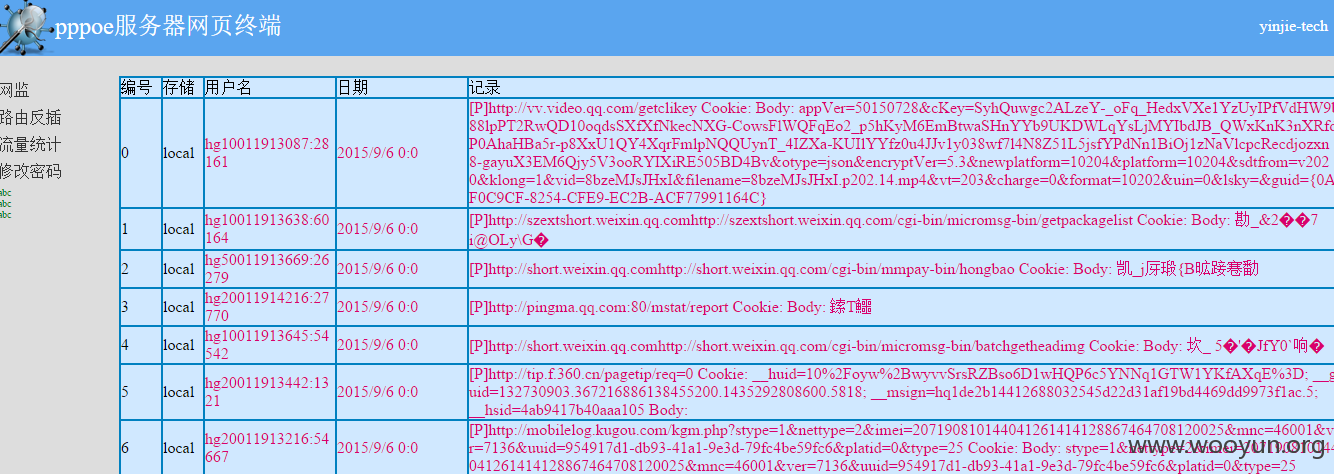 pppoe服务器网页终端
yinjie-tech
网监
路由反插
流量统计
修改密码
abc
abc
abc
编号 存储 用户名 日期 记录
0 local hg10011913087:28161 2015/9/6 0:0
[P]http://vv.video.qq.com/getclikey Cookie: Body: appVer=50150728&cKey=SyhQuwgc2ALzeY-_oFq_HedxVXe1YzUyIPfVdHW9b
88lpPT2RwQD10oqdsSXfXfNkecNXG-CowsFlWQFqEo2_p5hKyM6EmBtwaSHnYYb9UKDWLqYsLjMYIbdJB_QWxKnK3nXRfo
P0AhaHBa5r-p8XxU1QY4XqrFmlpNQQUynT_4IZXa-KUIlYYfz0u4JJv1y038wf7l4N8Z51L5jsfYPdNn1BiOj1zNaVlcpcRecdjozxn
8-gayuX3EM6Qjy5V3ooRYIXiRE505BD4Bv&otype=json&encryptVer=5.3&newplatform=10204&platform=10204&sdtfrom=v202
0&klong=1&vid=8bzeMJsJHxI&filename=8bzeMJsJHxI.p202.14.mp4&vt=203&charge=0&format=10202&uin=0&lsky=&guid={0A
F0C9CF-8254-CFE9-EC2B-ACF77991164C}
1 local hg10011913638:60164 2015/9/6 0:0
[P]http://szextshort.weixin.qq.comhttp://szextshort.weixin.qq.com/cgi-bin/micromsg-bin/getpackagelist Cookie: Body: 勘_&2��7
i@OLy\G�
2 local hg50011913669:26279 2015/9/6 0:0
[P]http://short.weixin.qq.comhttp://short.weixin.qq.com/cgi-bin/mmpay-bin/hongbao Cookie: Body: 凯_j厊瑖{B
3 local hg20011914216:27770 2015/9/6 0:0
[P]http://pingma.qq.com:80/mstat/report Cookie: Body:
4 local hg10011913645:54542 2015/9/6 0:0
[P]http://short.weixin.qq.comhttp://short.weixin.qq.com/cgi-bin/micromsg-bin/batchgetheadimg Cookie: Body: 坎_ 5�'�JfY0`响�
5 local hg20011913442:1321 2015/9/6 0:0
[P]http://tip.f.360.cn/pagetip/req=0 Cookie: __huid=10%2Foyw%2BwyvvSrsRZBso6D1wHQP6c5YNNq1GTW1YKfAXqE%3D; __g
uid=132730903.367216886138455200.1435292808600.5818; __msign=hq1de2b14412688032545d22d31af19bd4469dd9973f1ac.5;
__hsid=4ab9417b40aaa105 Body:
6 local hg20011913216:54667 2015/9/6 0:0
[P]http://mobilelog.kugou.com/kgm.php?stype=1&nettype=2&imei=207190810144041261414128867464708120025&mnc=46001&v
r=7136&uuid=954917d1-db93-41a1-9e3d-79fc4be59fc6&platid=0&type=25 Cookie: Body: stype=1&nettype=
0412614141288674647081 20025&mnc=46001&ver=7136&uuid=954917d1-db93-41a1-9e3d-79fc4be59fc6&platid=0&type=25
www.wooyun.org